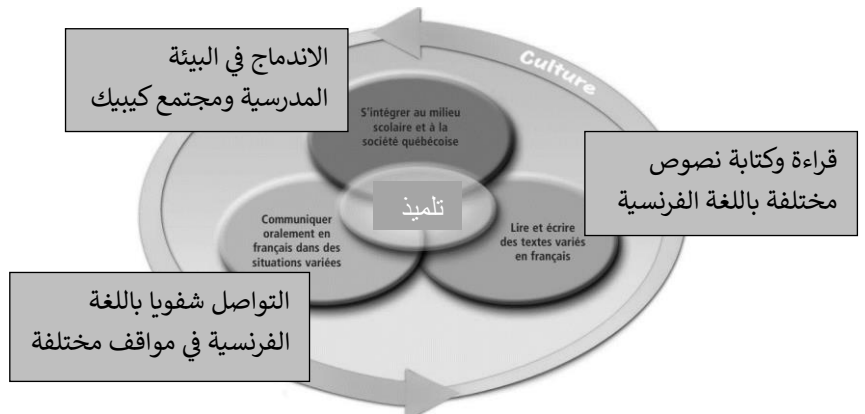 Culture
الاندماج في البيئة
المدرسية ومجتمع كيبيك
S'intégrer au milieu
scolaire et à la
société québécoise
قراءة وكتابة نصوص
مختلفة باللغة الفرنسية
تلميذ
Communiquer
oralement en
français dans des
situations variées
Lire et écrire
des textes variés
en français
التواصل شفويا باللغة
الفرنسية في مواقف مختلفة